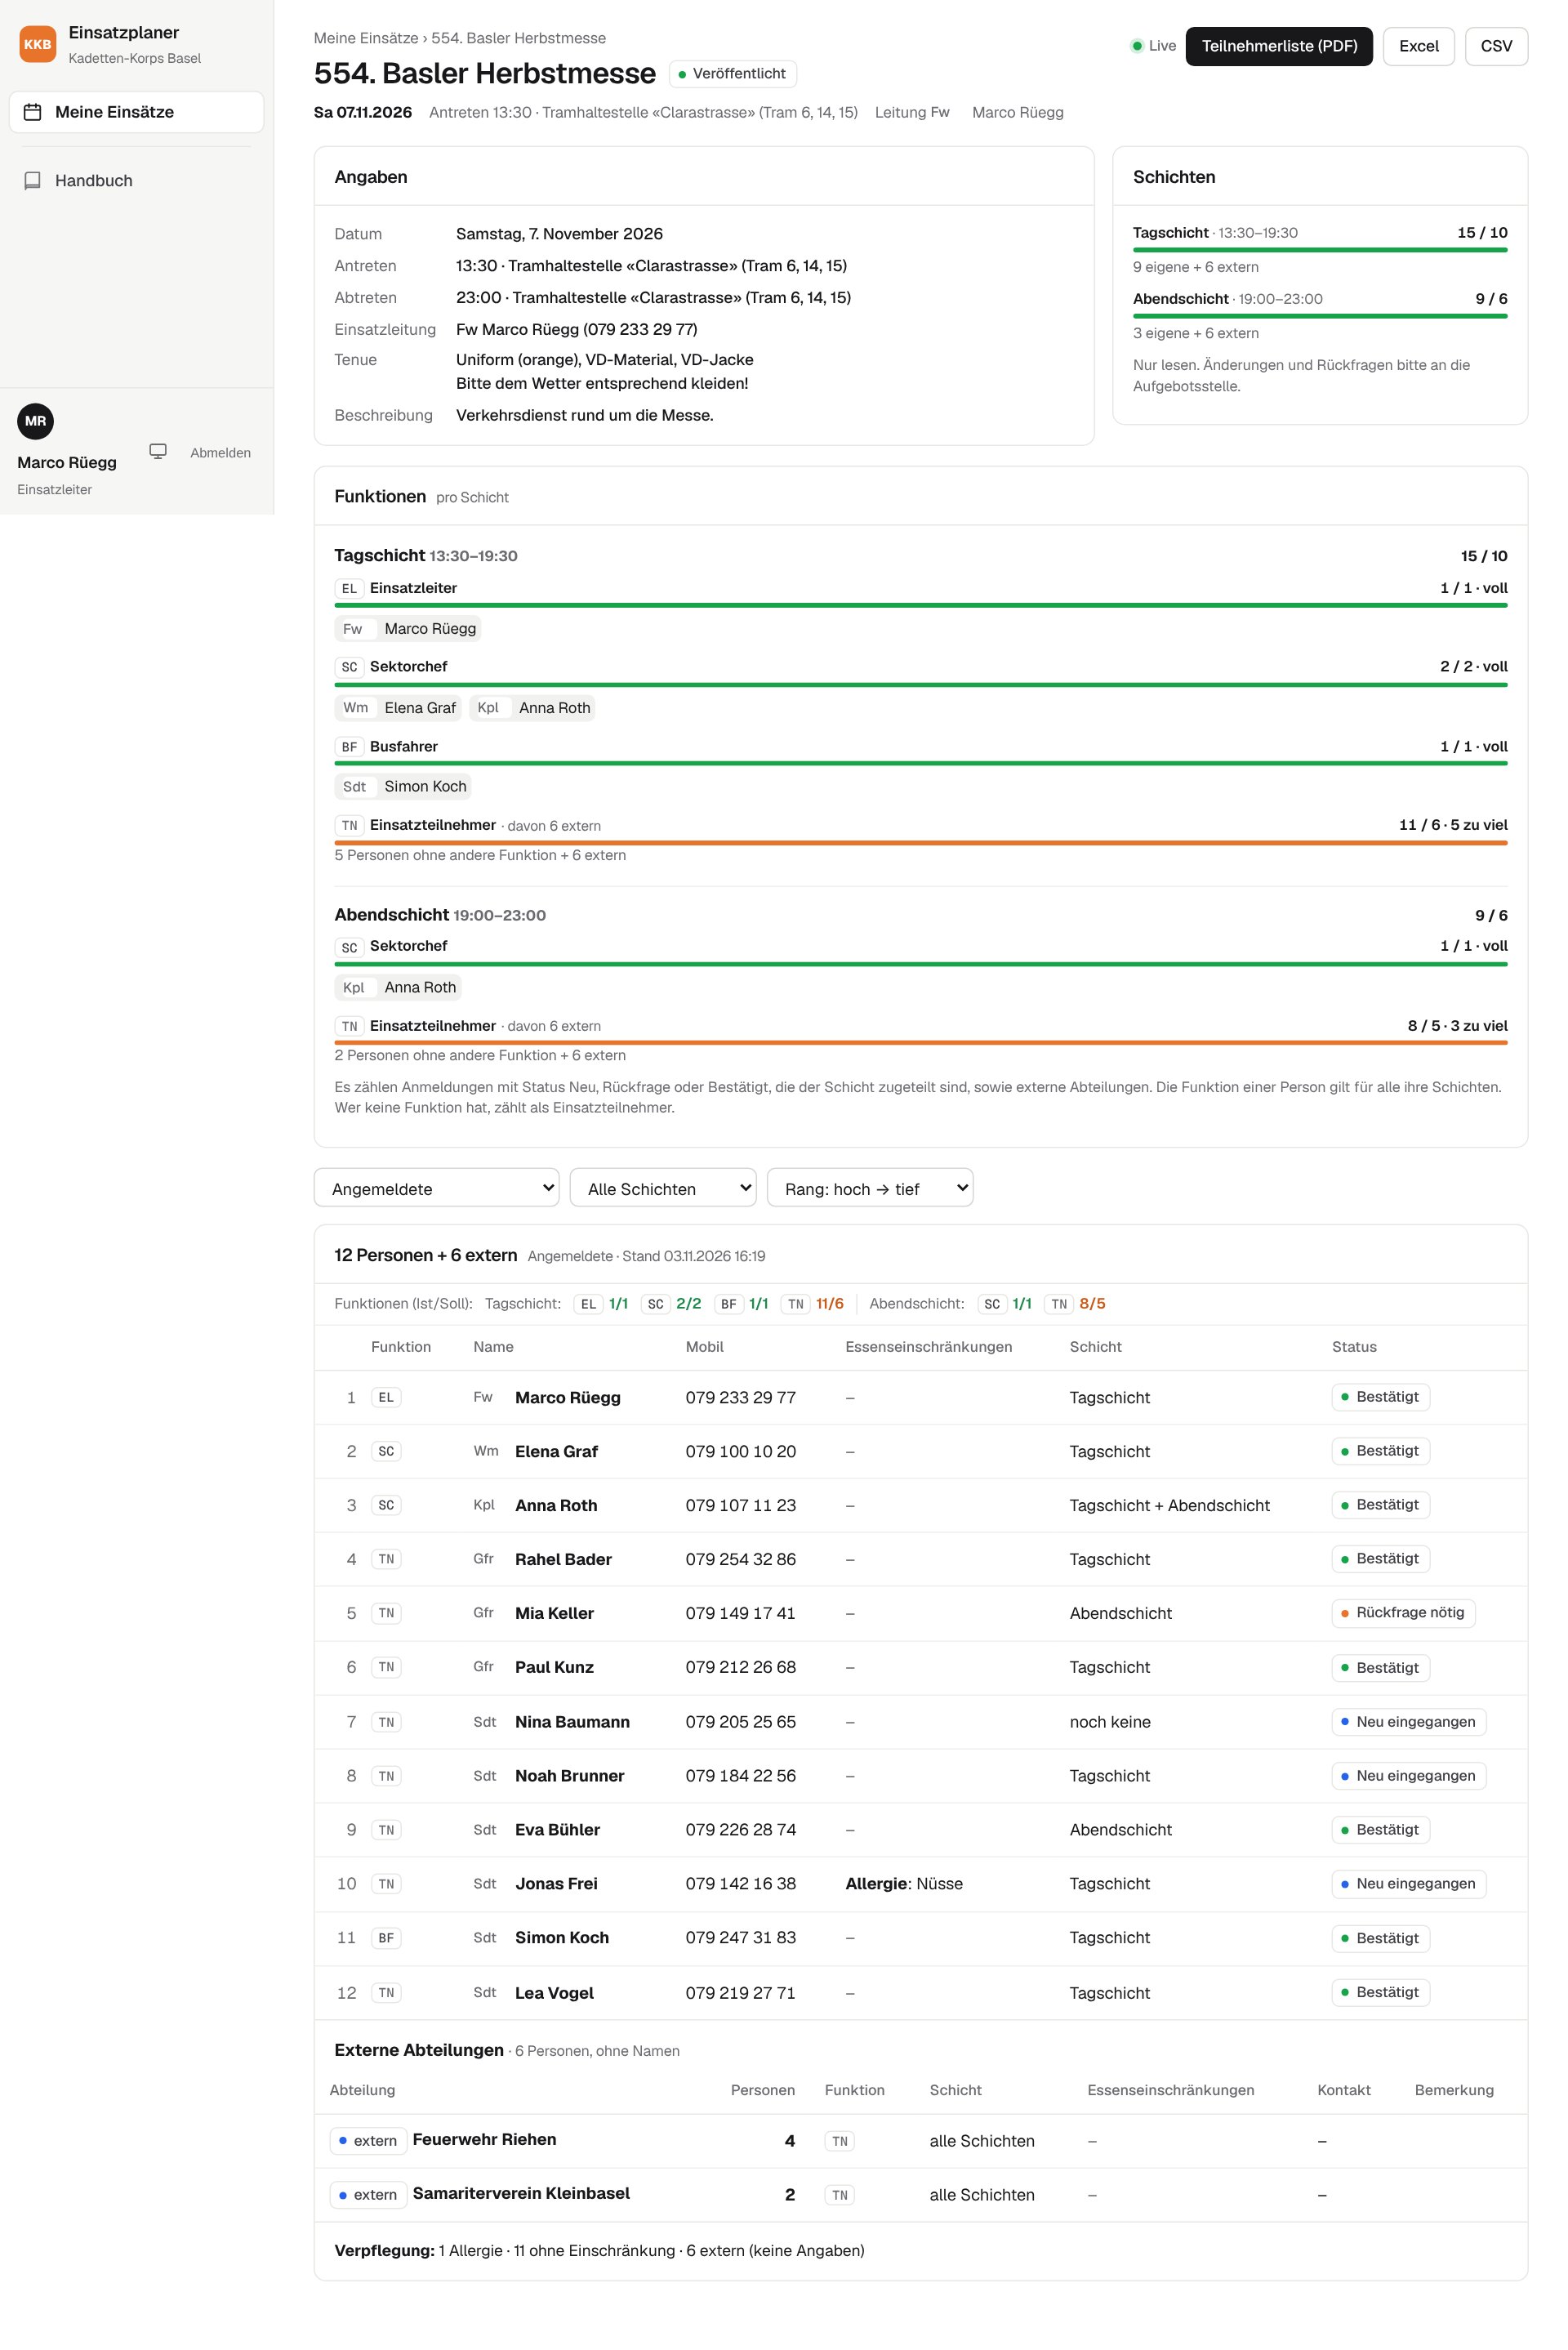 KKB
Einsatzplaner
Kadetten-Korps Basel
Meine Einsätze
Handbuch
MR
Marco Rüegg
Einsatzleiter
Abmelden
Meine Einsätze › 554. Basler Herbstmesse
554. Basler Herbstmesse Veröffentlicht
Live Teilnehmerliste (PDF) Excel CSV
Sa 07.11.2026 Antreten 13:30 · Tramhaltestelle «Clarastrasse» (Tram 6, 14, 15) Leitung Fw Marco Rüegg
Angaben
Datum Samstag, 7. November 2026
Antreten 13:30 · Tramhaltestelle «Clarastrasse» (Tram 6, 14, 15)
Abtreten 23:00 · Tramhaltestelle «Clarastrasse» (Tram 6, 14, 15)
Einsatzleitung Fw Marco Rüegg (079 233 29 77)
Tenue Uniform (orange), VD-Material, VD-Jacke
Bitte dem Wetter entsprechend kleiden!
Beschreibung Verkehrsdienst rund um die Messe.
Schichten
Tagschicht · 13:30–19:30 15 / 10
9 eigene + 6 extern
Abendschicht · 19:00–23:00 9 / 6
3 eigene + 6 extern
Nur lesen. Änderungen und Rückfragen bitte an die
Aufgebotsstelle.
Funktionen pro Schicht
Tagschicht 13:30–19:30 15 / 10
EL Einsatzleiter 1 / 1 · voll
Fw Marco Rüegg
SC Sektorchef 2 / 2 · voll
Wm Elena Graf Kpl Anna Roth
BF Busfahrer 1 / 1 · voll
Sdt Simon Koch
TN Einsatzteilnehmer · davon 6 extern 11 / 6 · 5 zu viel
5 Personen ohne andere Funktion + 6 extern
Abendschicht 19:00–23:00 9 / 6
SC Sektorchef 1 / 1 · voll
Kpl Anna Roth
TN Einsatzteilnehmer · davon 6 extern 8 / 5 · 3 zu viel
2 Personen ohne andere Funktion + 6 extern
Es zählen Anmeldungen mit Status Neu, Rückfrage oder Bestätigt, die der Schicht zugeteilt sind, sowie externe Abteilungen. Die Funktion einer Person gilt für alle ihre Schichten.
Wer keine Funktion hat, zählt als Einsatzteilnehmer.
Angemeldete Alle Schichten Rang: hoch → tief
12 Personen + 6 extern Angemeldete · Stand 03.11.2026 16:19
Funktionen (Ist/Soll): Tagschicht: EL 1/1 SC 2/2 BF 1/1 TN 11/6 Abendschicht: SC 1/1 TN 8/5
Funktion Name Mobil Essenseinschränkungen Schicht Status
1 EL Fw Marco Rüegg 079 233 29 77 – Tagschicht Bestätigt
2 SC Wm Elena Graf 079 100 10 20 – Tagschicht Bestätigt
3 SC Kpl Anna Roth 079 107 11 23 – Tagschicht + Abendschicht Bestätigt
4 TN Gfr Rahel Bader 079 254 32 86 – Tagschicht Bestätigt
5 TN Gfr Mia Keller 079 149 17 41 – Abendschicht Rückfrage nötig
6 TN Gfr Paul Kunz 079 212 26 68 – Tagschicht Bestätigt
7 TN Sdt Nina Baumann 079 205 25 65 – noch keine Neu eingegangen
8 TN Sdt Noah Brunner 079 184 22 56 – Tagschicht Neu eingegangen
9 TN Sdt Eva Bühler 079 226 28 74 – Abendschicht Bestätigt
10 TN Sdt Jonas Frei 079 142 16 38 Allergie: Nüsse Tagschicht Neu eingegangen
11 BF Sdt Simon Koch 079 247 31 83 – Tagschicht Bestätigt
12 TN Sdt Lea Vogel 079 219 27 71 – Tagschicht Bestätigt
Externe Abteilungen · 6 Personen, ohne Namen
Abteilung Personen Funktion Schicht Essenseinschränkungen Kontakt Bemerkung
extern Feuerwehr Riehen 4 TN alle Schichten – –
extern Samariterverein Kleinbasel 2 TN alle Schichten – –
Verpflegung: 1 Allergie · 11 ohne Einschränkung · 6 extern (keine Angaben)